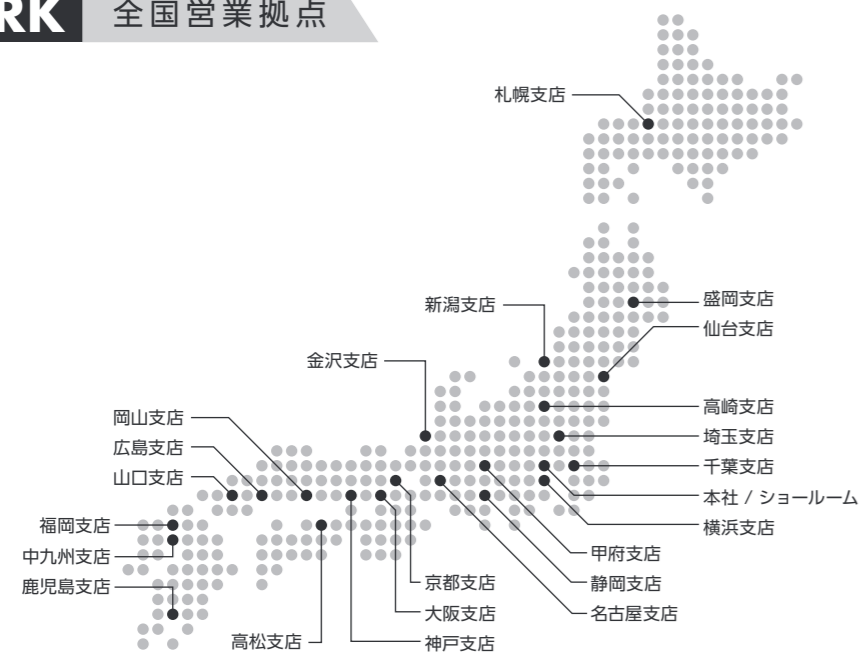 RK 全国営業拠点
札幌支店
新潟支店
盛岡支店
仙台支店
金沢支店
高崎支店
岡山支店
埼玉支店
広島支店
千葉支店
山口支店
本社 / ショールーム
福岡支店
横浜支店
中九州支店
甲府支店
鹿児島支店
京都支店
静岡支店
大阪支店
名古屋支店
高松支店
神戸支店